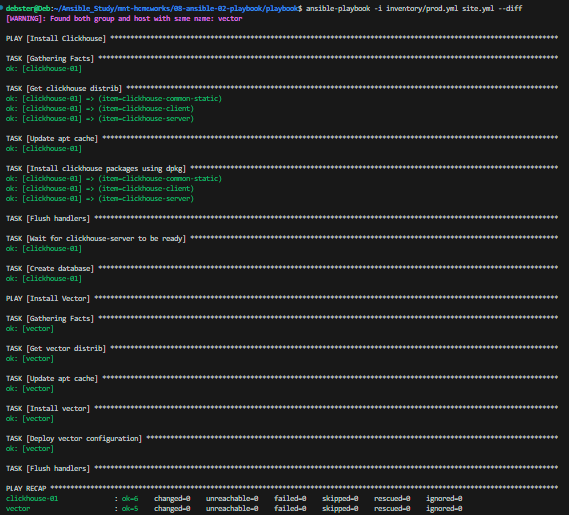 debster@Deb:~/Ansible_Study/mnt-hcmcworks/08-ansible-02-playbook/playbook$ ansible-playbook -i inventory/prod.yml site.yml --diff
[WARNING]: Found both group and host with same name: vector
PLAY [Install Clickhouse] ****************************************************************************************************
TASK [Gathering Facts] ****************************************************************************************************
ok: [clickhouse-01]
TASK [Get clickhouse distrib] ****************************************************************************************************
ok: [clickhouse-01] => (item=clickhouse-common-static)
ok: [clickhouse-01] => (item=clickhouse-client)
ok: [clickhouse-01] => (item=clickhouse-server)
TASK [Update apt cache] ****************************************************************************************************
ok: [clickhouse-01]
TASK [Install clickhouse packages using dpkg] ****************************************************************************************************
ok: [clickhouse-01] => (item=clickhouse-common-static)
ok: [clickhouse-01] => (item=clickhouse-client)
ok: [clickhouse-01] => (item=clickhouse-server)
TASK [Flush handlers] ****************************************************************************************************
TASK [Wait for clickhouse-server to be ready] ****************************************************************************************************
ok: [clickhouse-01]
TASK [Create database] ****************************************************************************************************
ok: [clickhouse-01]
PLAY [Install Vector] ****************************************************************************************************
TASK [Gathering Facts] ****************************************************************************************************
ok: [vector]
TASK [Get vector distrib] ****************************************************************************************************
ok: [vector]
TASK [Update apt cache] ****************************************************************************************************
ok: [vector]
TASK [Install vector] ****************************************************************************************************
ok: [vector]
TASK [Deploy vector configuration] ****************************************************************************************************
ok: [vector]
TASK [Flush handlers] ****************************************************************************************************
PLAY RECAP ****************************************************************************************************
clickhouse-01 : ok=6 changed=0 unreachable=0 failed=0 skipped=0 rescued=0 ignored=0
vector : ok=5 changed=0 unreachable=0 failed=0 skipped=0 rescued=0 ignored=0